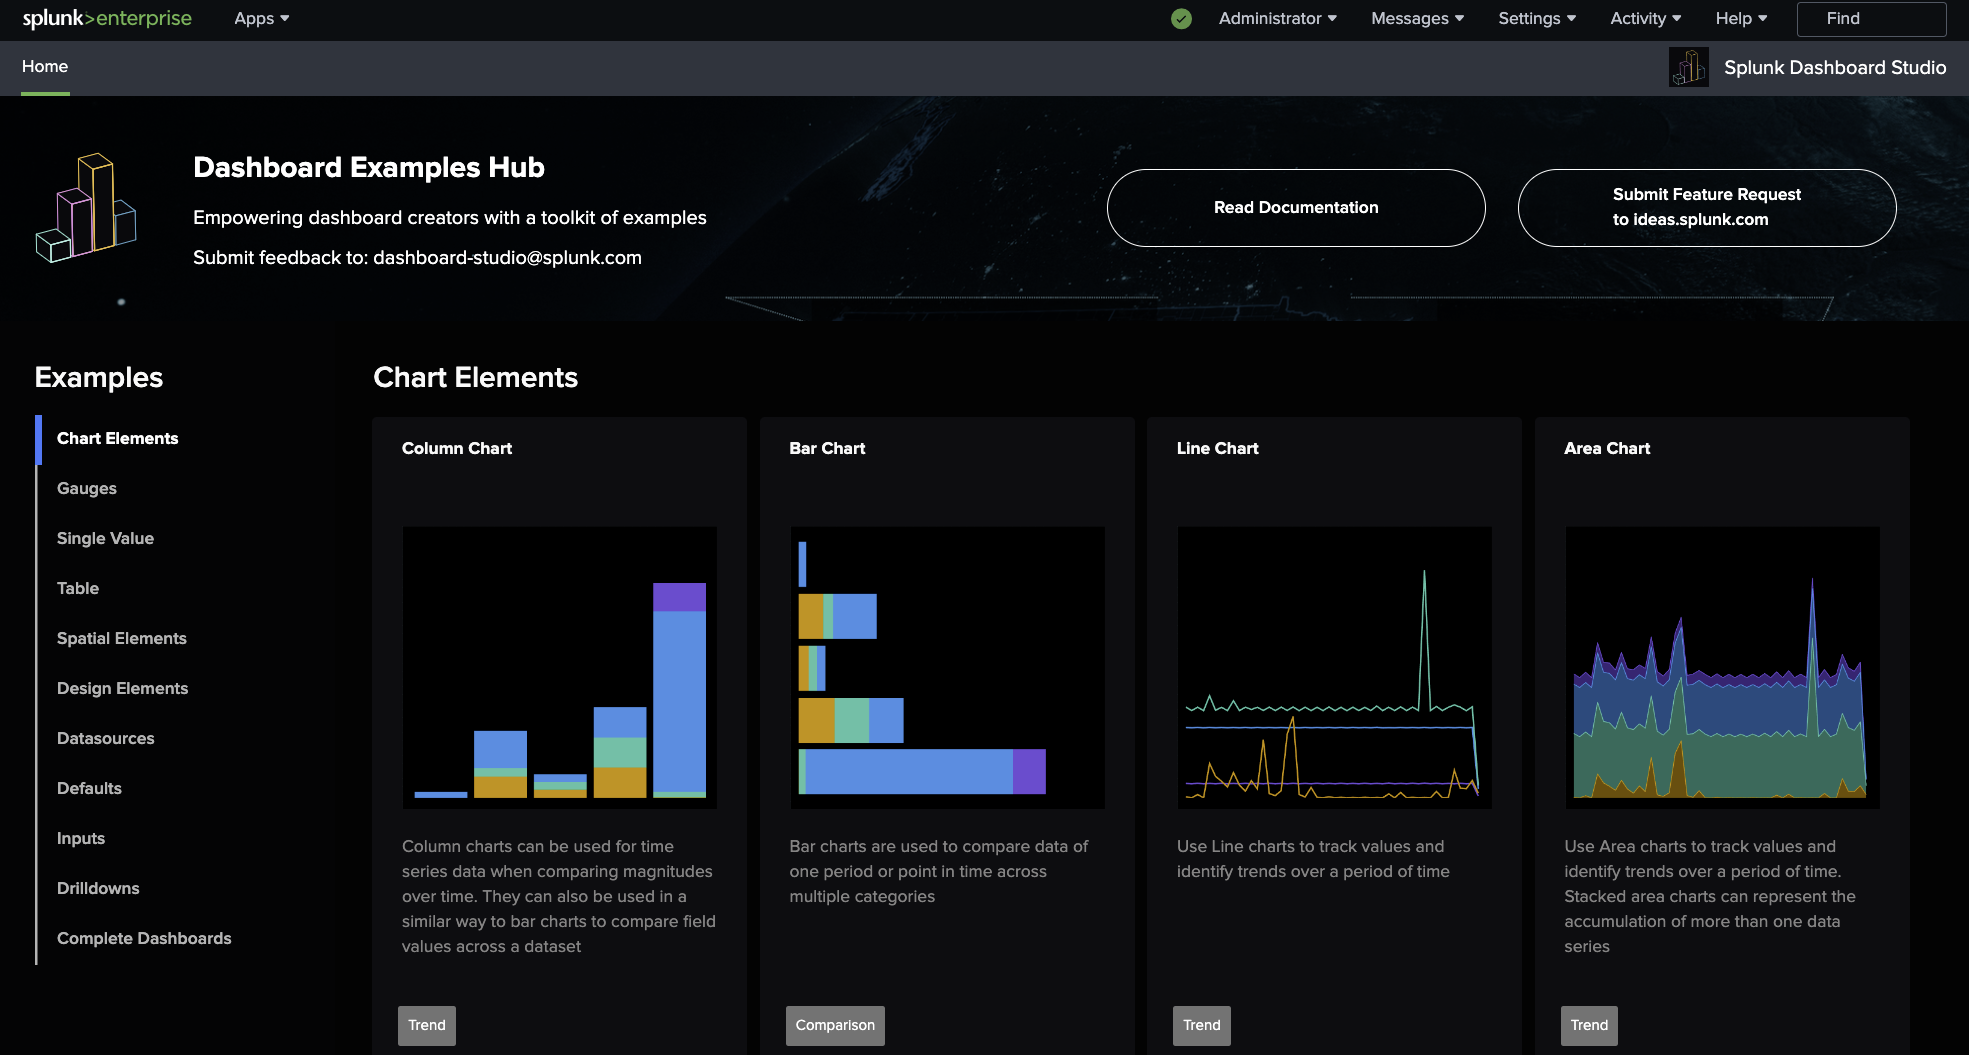 splunk>enterprise Apps Administrator Messages Settings Activity Help Find
Home Splunk Dashboard Studio
Dashboard Examples Hub
Empowering dashboard creators with a toolkit of examples
Submit feedback to: dashboard-studio@splunk.com
Read Documentation
Submit Feature Request
to ideas.splunk.com
Examples
Chart Elements
Gauges
Single Value
Table
Spatial Elements
Design Elements
Datasources
Defaults
Inputs
Drilldowns
Complete Dashboards
Chart Elements
Column Chart
Column charts can be used for time
series data when comparing magnitudes
over time. They can also be used in a
similar way to bar charts to compare field
values across a dataset
Trend
Bar Chart
Bar charts are used to compare data of
one period or point in time across
multiple categories
Comparison
Line Chart
Use Line charts to track values and
identify trends over a period of time
Trend
Area Chart
Use Area charts to track values and
identify trends over a period of time.
Stacked area charts can represent the
accumulation of more than one data
series
Trend